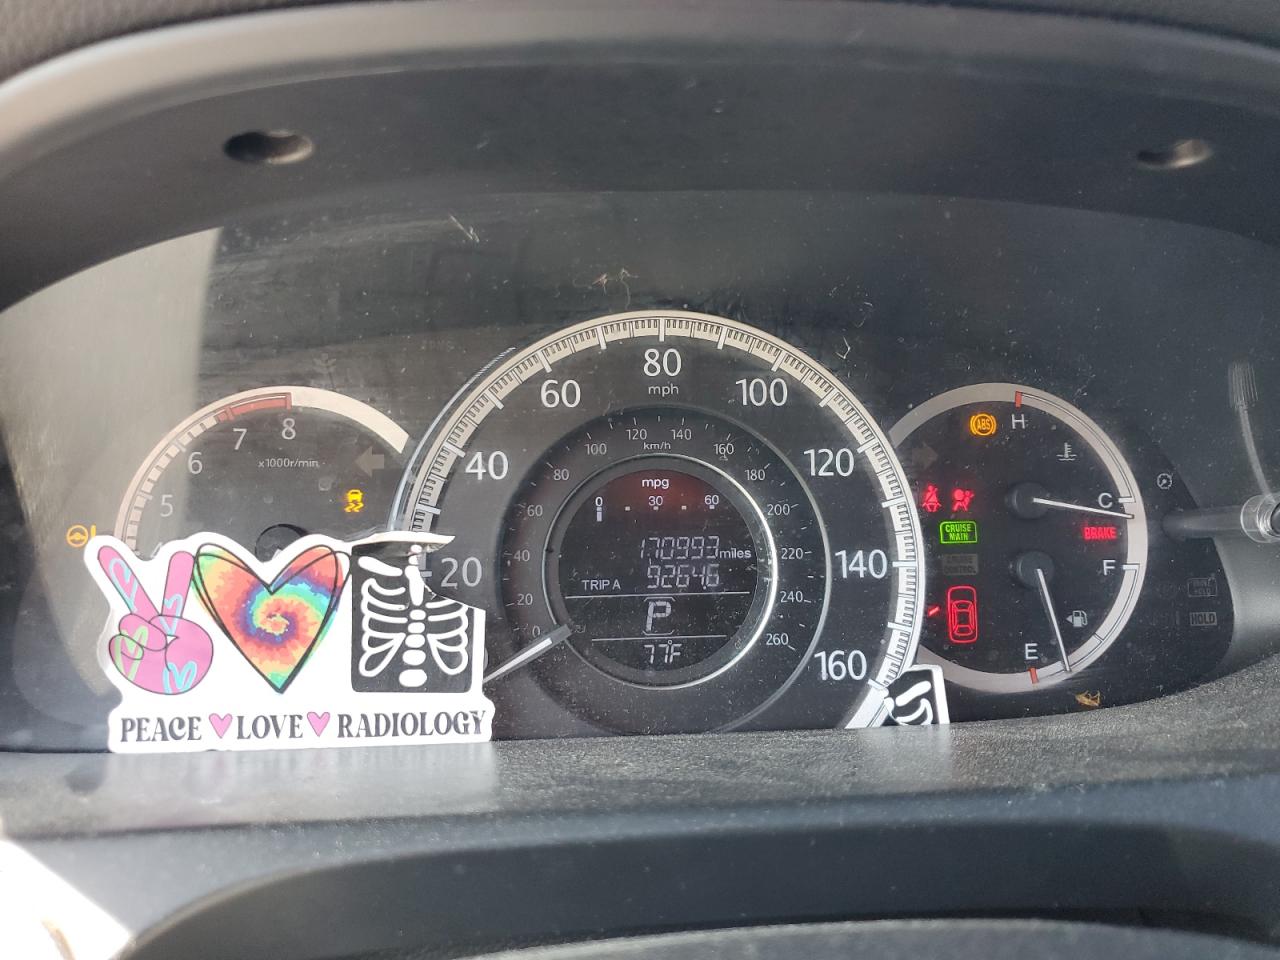 8
7
6
5
x1000r/min
PEACE LOVE RADIOLOGY
20
40
60
80
mph
100
120
140
160
0
20
40
60
80
100
120
140
160
180
200
220
240
260
km/h
mpg
0 30 60
170993 miles
TRIP A 92646
P
77°F
ABS
H
C
CRUISE
MAIN
BRAKE
F
E
HOLD